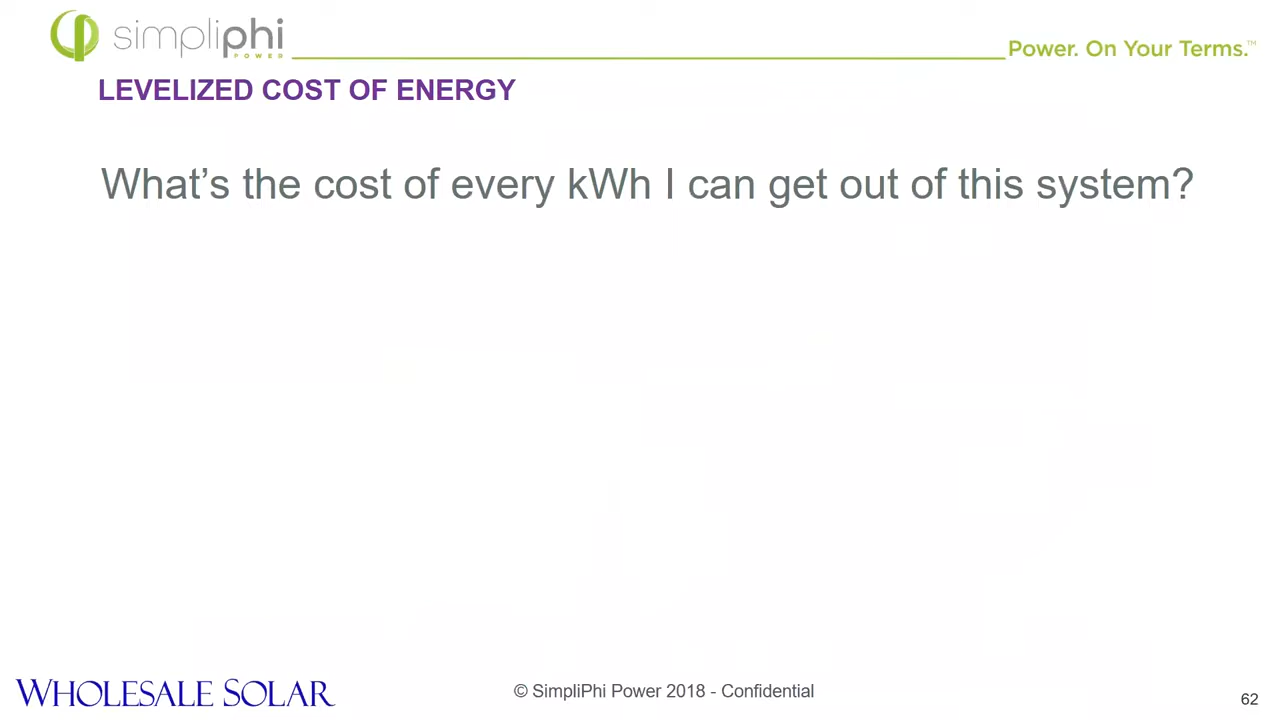 simpliphi
POWER
Power. On Your Terms.™
LEVELIZED COST OF ENERGY
What’s the cost of every kWh I can get out of this system?
WHOLESALE SOLAR
© SimpliPhi Power 2018 - Confidential
62